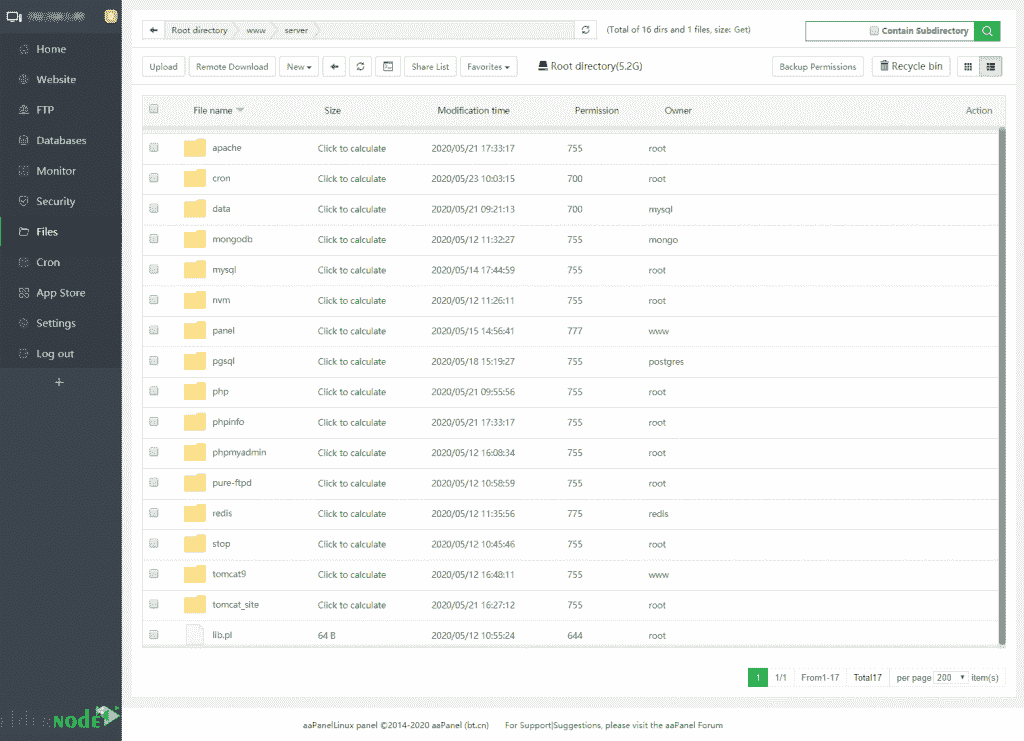 Root directory www server (Total of 16 dirs and 1 files, size: Get) Contain Subdirectory
Upload Remote Download New Share List Favorites Root directory(5.2G) Backup Permissions Recycle bin
Home
Website
FTP
Databases
Monitor
Security
Files
Cron
App Store
Settings
Log out
+
File name Size Modification time Permission Owner Action
apache Click to calculate 2020/05/21 17:33:17 755 root
cron Click to calculate 2020/05/23 10:03:15 700 root
data Click to calculate 2020/05/21 09:21:13 700 mysql
mongodb Click to calculate 2020/05/12 11:32:27 755 mongo
mysql Click to calculate 2020/05/14 17:44:59 755 root
nvm Click to calculate 2020/05/12 11:26:11 755 root
panel Click to calculate 2020/05/15 14:56:41 777 www
pgsql Click to calculate 2020/05/18 15:19:27 755 postgres
php Click to calculate 2020/05/21 09:55:56 755 root
phpinfo Click to calculate 2020/05/21 17:33:17 755 root
phpmyadmin Click to calculate 2020/05/12 16:08:34 755 root
pure-ftpd Click to calculate 2020/05/12 10:58:59 755 root
redis Click to calculate 2020/05/12 11:35:56 775 redis
stop Click to calculate 2020/05/12 10:45:46 755 root
tomcat9 Click to calculate 2020/05/12 16:48:11 755 www
tomcat_site Click to calculate 2020/05/21 16:27:12 755 root
lib.pl 64 B 2020/05/12 10:55:24 644 root
1 1/1 From1-17 Total17 per page 200 item(s)
NODE
aaPanelLinux panel ©2014-2020 aaPanel (bt.cn) For Support|Suggestions, please visit the aaPanel Forum